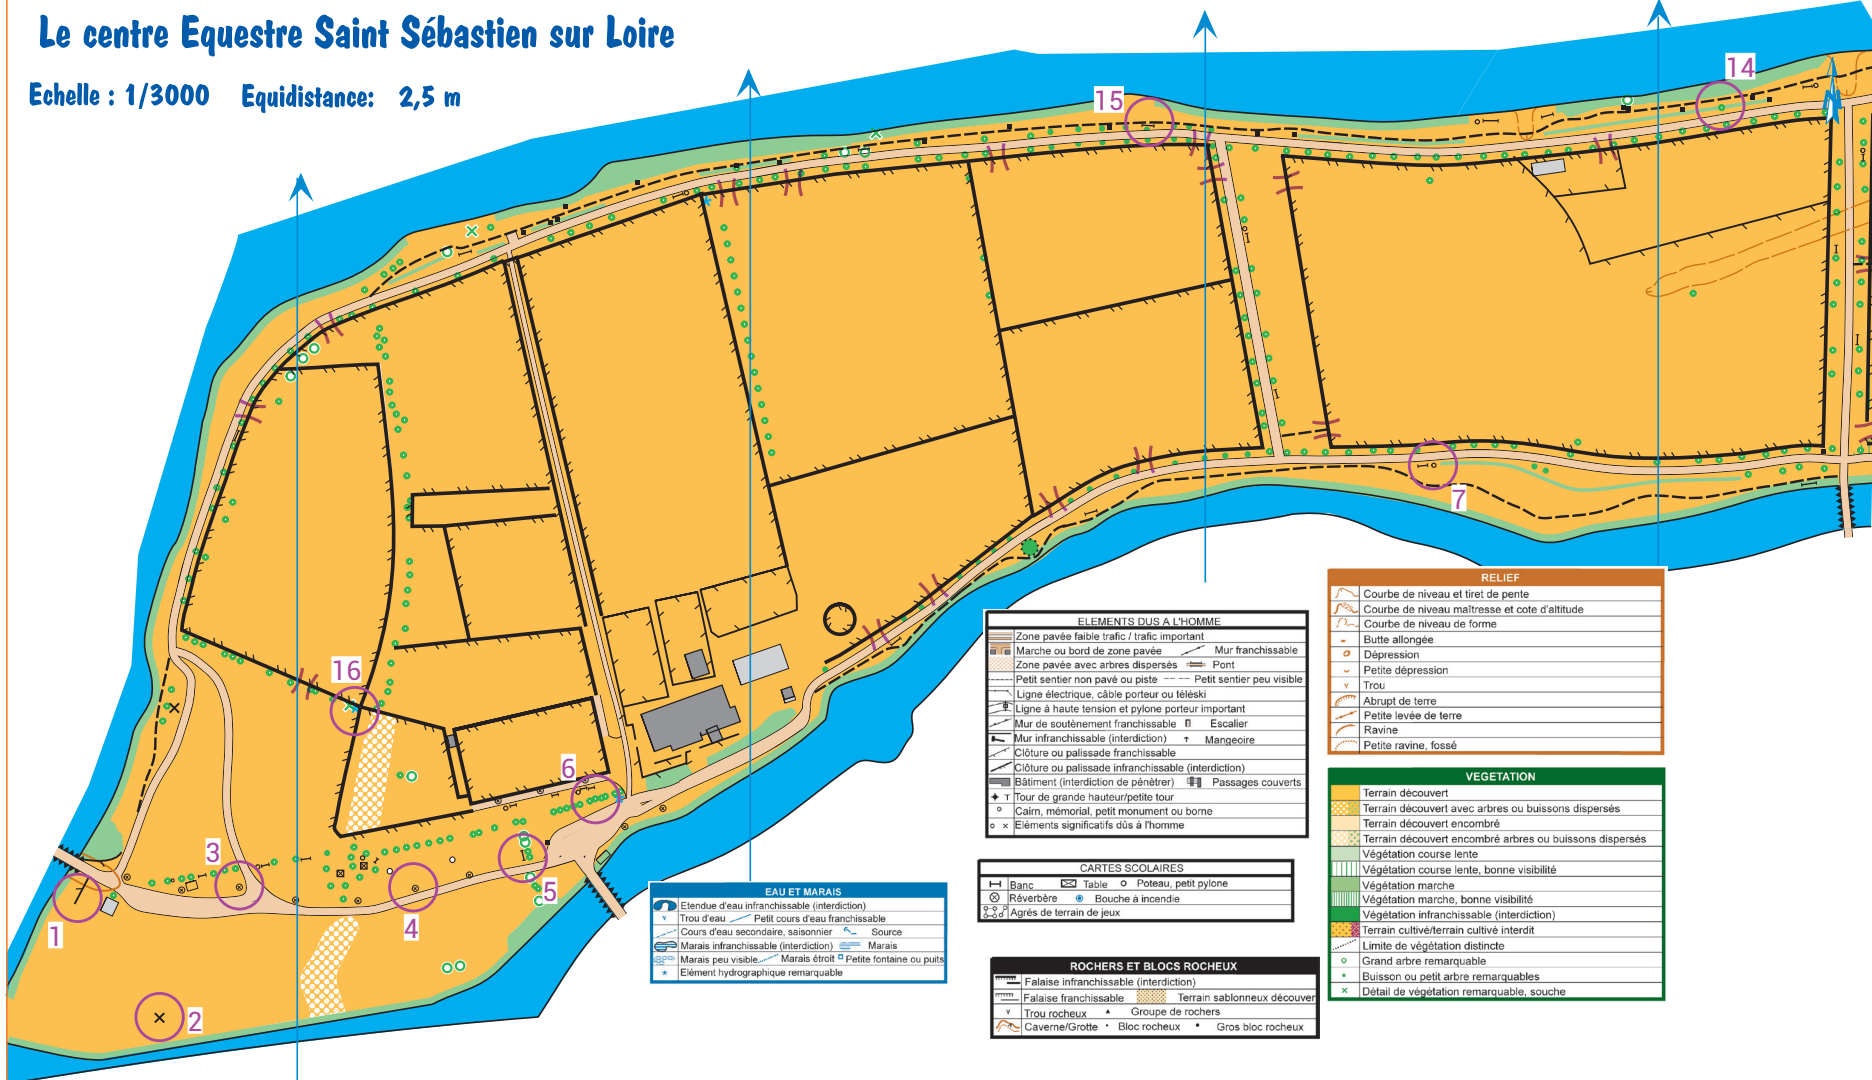 Le centre Equestre Saint Sébastien sur Loire
Echelle : 1/3000 Equidistance: 2,5 m
14
15
16
7
6
3
5
4
1
2
N
ELEMENTS DUS A L'HOMME
Zone pavée faible trafic / trafic important
Marche ou bord de zone pavée Mur franchissable
Zone pavée avec arbres dispersés Pont
Petit sentier non pavé ou piste Petit sentier peu visible
Ligne électrique, câble porteur ou téléski
Ligne à haute tension et pylone porteur important
Mur de soutènement franchissable Escalier
Mur infranchissable (interdiction) Mangeoire
Clôture ou palissade franchissable
Clôture ou palissade infranchissable (interdiction)
Bâtiment (interdiction de pénètrer) Passages couverts
Tour de grande hauteur/petite tour
Cairn, mémorial, petit monument ou borne
Eléments significatifs dûs à l'homme
CARTES SCOLAIRES
Banc Table Poteau, petit pylone
Réverbère Bouche à incendie
Agrés de terrain de jeux
EAU ET MARAIS
Etendue d'eau infranchissable (interdiction)
Trou d'eau Petit cours d'eau franchissable
Cours d'eau secondaire, saisonnier Source
Marais infranchissable (interdiction) Marais
Marais peu visible Marais étroit Petite fontaine ou puits
Elément hydrographique remarquable
ROCHERS ET BLOCS ROCHEUX
Falaise infranchissable (interdiction)
Falaise franchissable Terrain sablonneux découver
Trou rocheux Groupe de rochers
Caverne/Grotte Bloc rocheux Gros bloc rocheux
RELIEF
Courbe de niveau et tiret de pente
Courbe de niveau maîtresse et cote d'altitude
Courbe de niveau de forme
Butte allongée
Dépression
Petite dépression
Trou
Abrupt de terre
Petite levée de terre
Ravine
Petite ravine, fossé
VEGETATION
Terrain découvert
Terrain découvert avec arbres ou buissons dispersés
Terrain découvert encombré
Terrain découvert encombré arbres ou buissons dispersés
Végétation course lente
Végétation course lente, bonne visibilité
Végétation marche
Végétation marche, bonne visibilité
Végétation infranchissable (interdiction)
Terrain cultivé/terrain cultivé interdit
Limite de végétation distincte
Grand arbre remarquable
Buisson ou petit arbre remarquables
Détail de végétation remarquable, souche